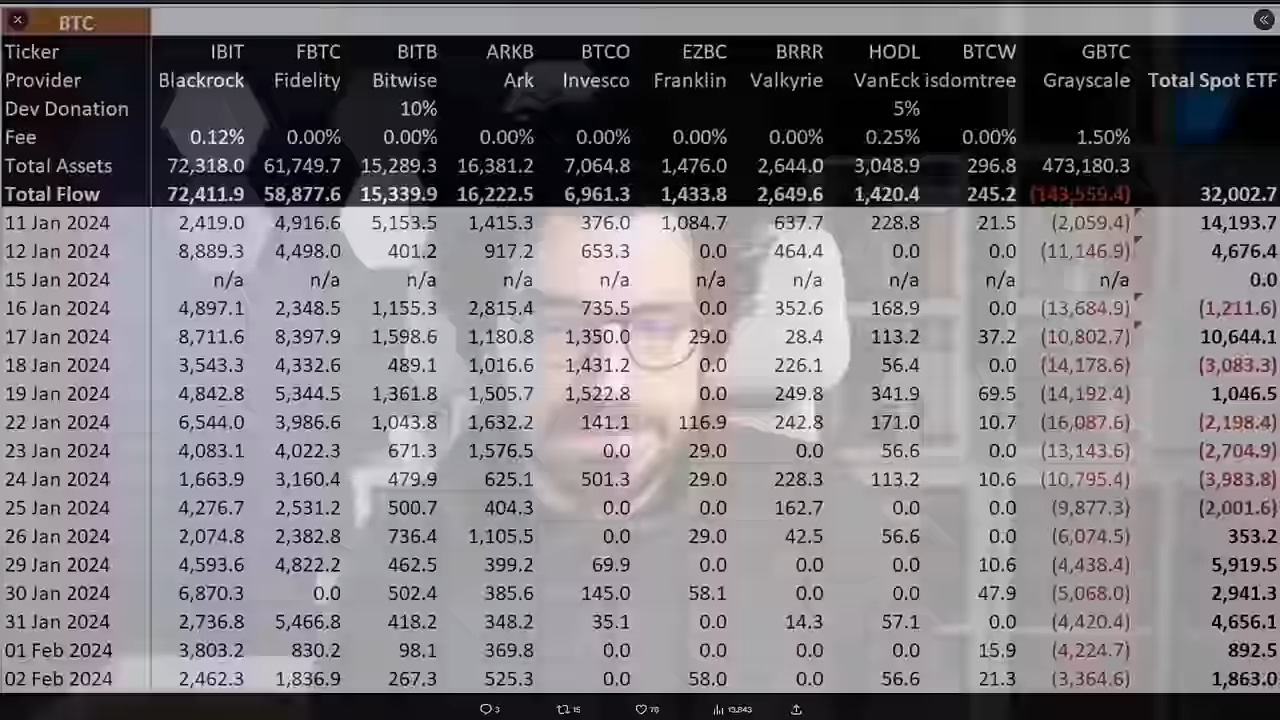 BTC
Ticker IBIT FBTC BITB ARKB BTCO EZBC BRRR HODL BTCW GBTC
Provider Blackrock Fidelity Bitwise Ark Invesco Franklin Valkyrie VanEck isdomtree Grayscale Total Spot ETF
Dev Donation 10% 5%
Fee 0.12% 0.00% 0.00% 0.00% 0.00% 0.00% 0.00% 0.25% 0.00% 1.50%
Total Assets 72,318.0 61,749.7 15,289.3 16,381.2 7,064.8 1,476.0 2,644.0 3,048.9 296.8 473,180.3
Total Flow 72,411.9 58,877.6 15,339.9 16,222.5 6,961.3 1,433.8 2,649.6 1,420.4 245.2 (143,559.4) 32,002.7
11 Jan 2024 2,419.0 4,916.6 5,153.5 1,415.3 376.0 1,084.7 637.7 228.8 21.5 (2,059.4) 14,193.7
12 Jan 2024 8,889.3 4,498.0 401.2 917.2 653.3 0.0 464.4 0.0 0.0 (11,146.9) 4,676.4
15 Jan 2024 n/a n/a n/a n/a n/a n/a n/a n/a n/a n/a 0.0
16 Jan 2024 4,897.1 2,348.5 1,155.3 2,815.4 735.5 0.0 352.6 168.9 0.0 (13,684.9) (1,211.6)
17 Jan 2024 8,711.6 8,397.9 1,598.6 1,180.8 1,350.0 29.0 28.4 113.2 37.2 (10,802.7) 10,644.1
18 Jan 2024 3,543.3 4,332.6 489.1 1,016.6 1,431.2 0.0 226.1 56.4 0.0 (14,178.6) (3,083.3)
19 Jan 2024 4,842.8 5,344.5 1,361.8 1,505.7 1,522.8 0.0 249.8 341.9 69.5 (14,192.4) 1,046.5
22 Jan 2024 6,544.0 3,986.6 1,043.8 1,632.2 141.1 116.9 242.8 171.0 10.7 (16,087.6) (2,198.4)
23 Jan 2024 4,083.1 4,022.3 671.3 1,576.5 0.0 29.0 0.0 56.6 0.0 (13,143.6) (2,704.9)
24 Jan 2024 1,663.9 3,160.4 479.9 625.1 501.3 29.0 228.3 113.2 10.6 (10,795.4) (3,983.8)
25 Jan 2024 4,276.7 2,531.2 500.7 404.3 0.0 0.0 162.7 0.0 0.0 (9,877.3) (2,001.6)
26 Jan 2024 2,074.8 2,382.8 736.4 1,105.5 0.0 29.0 42.5 56.6 0.0 (6,074.5) 353.2
29 Jan 2024 4,593.6 4,822.2 462.5 399.2 69.9 0.0 0.0 0.0 10.6 (4,438.4) 5,919.5
30 Jan 2024 6,870.3 0.0 502.4 385.6 145.0 58.1 0.0 0.0 47.9 (5,068.0) 2,941.3
31 Jan 2024 2,736.8 5,466.8 418.2 348.2 35.1 0.0 14.3 57.1 0.0 (4,420.4) 4,656.1
01 Feb 2024 3,803.2 830.2 98.1 369.8 0.0 0.0 0.0 0.0 15.9 (4,224.7) 892.5
02 Feb 2024 2,462.3 1,836.9 267.3 525.3 0.0 58.0 0.0 56.6 21.3 (3,364.6) 1,863.0
3 15 76 13,843